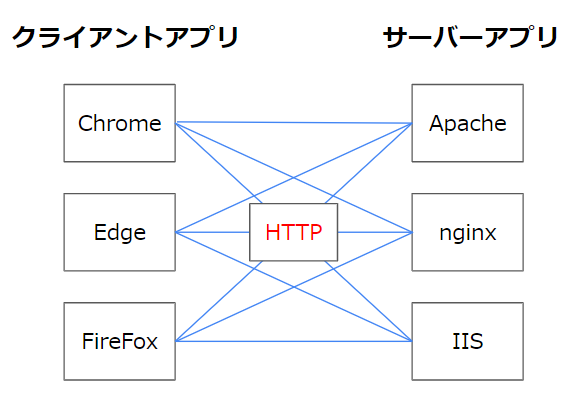 クライアントアプリ
サーバーアプリ
Chrome
Apache
Edge
HTTP
nginx
FireFox
IIS